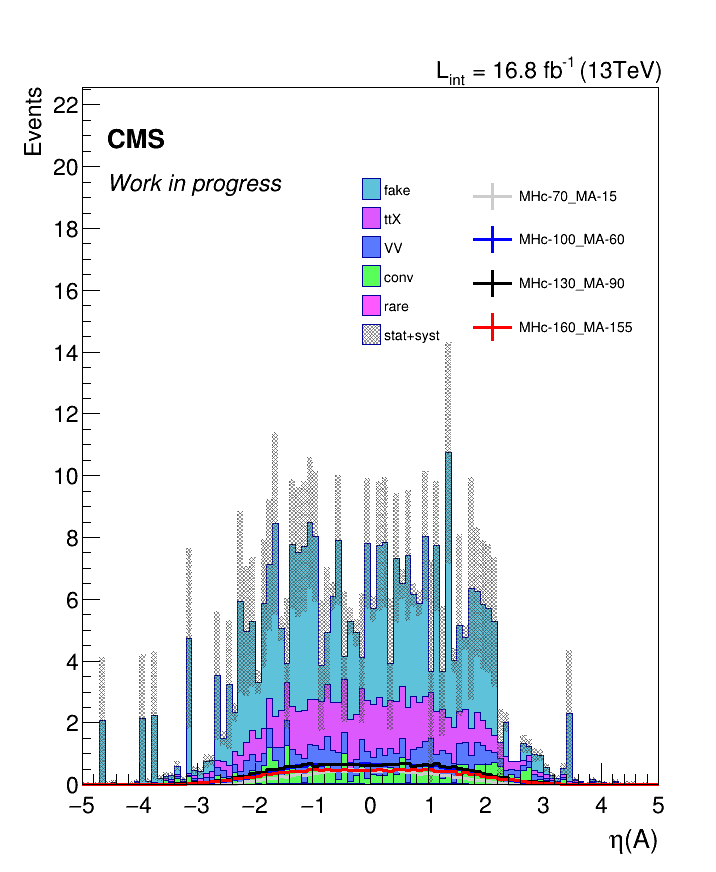 L_int = 16.8 fb^-1 (13TeV)
Events
22
20
18
16
14
12
10
8
6
4
2
0
CMS
Work in progress
fake
ttX
VV
conv
rare
stat+syst
MHc-70_MA-15
MHc-100_MA-60
MHc-130_MA-90
MHc-160_MA-155
−5 −4 −3 −2 −1 0 1 2 3 4 5
η(A)